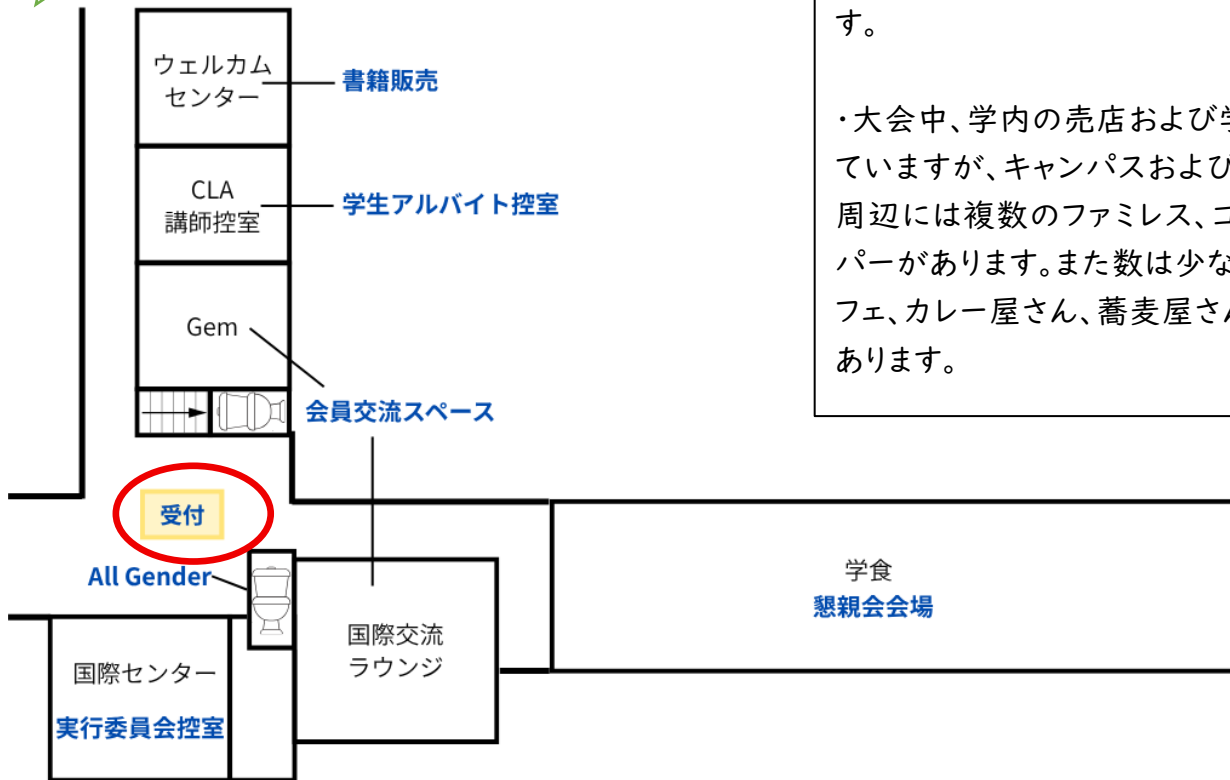 ウェルカム
センター
書籍販売
CLA
講師控室
学生アルバイト控室
Gem
会員交流スペース
受付
All Gender
国際交流
ラウンジ
国際センター
実行委員会控室
学食
懇親会会場
す。
・大会中、学内の売店および
ていますが、キャンパスおよび
周辺には複数のファミレス、
パーがあります。また数は少な
フェ、カレー屋さん、蕎麦屋さ
あります。